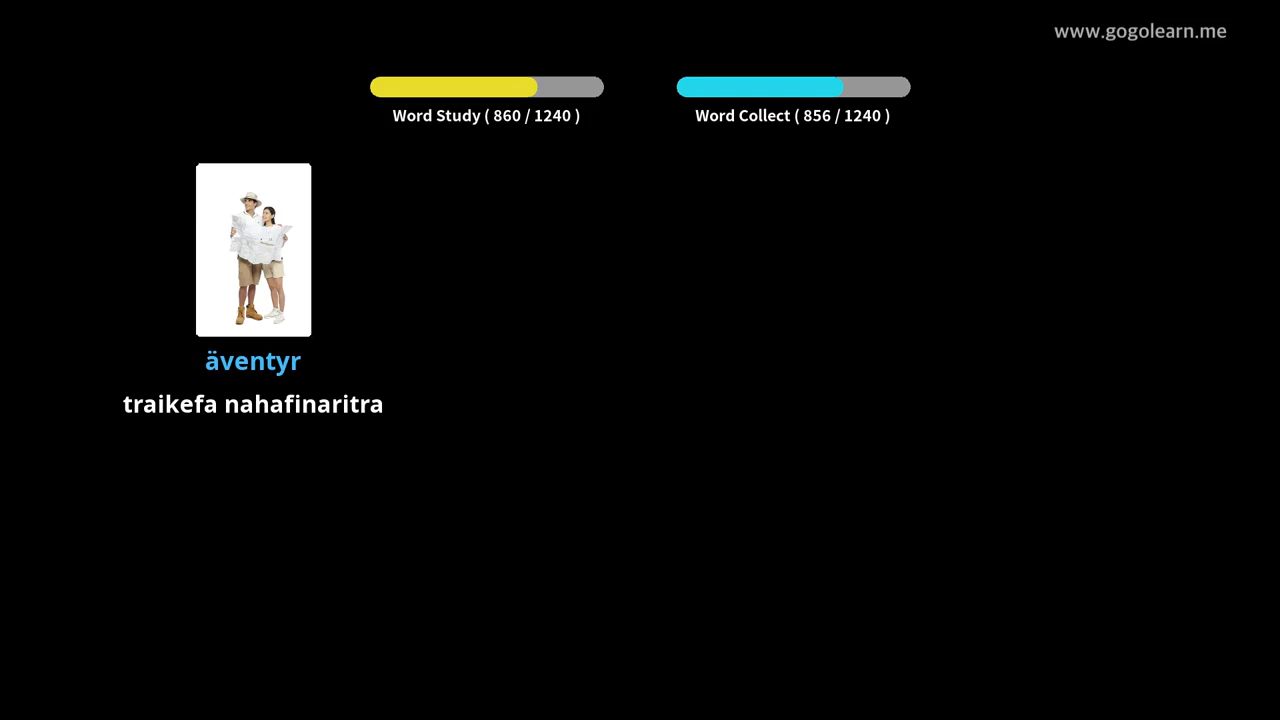 www.gogolearn.me
Word Study ( 860 / 1240 )
Word Collect ( 856 / 1240 )
äventyr
traikefa nahafinaritra